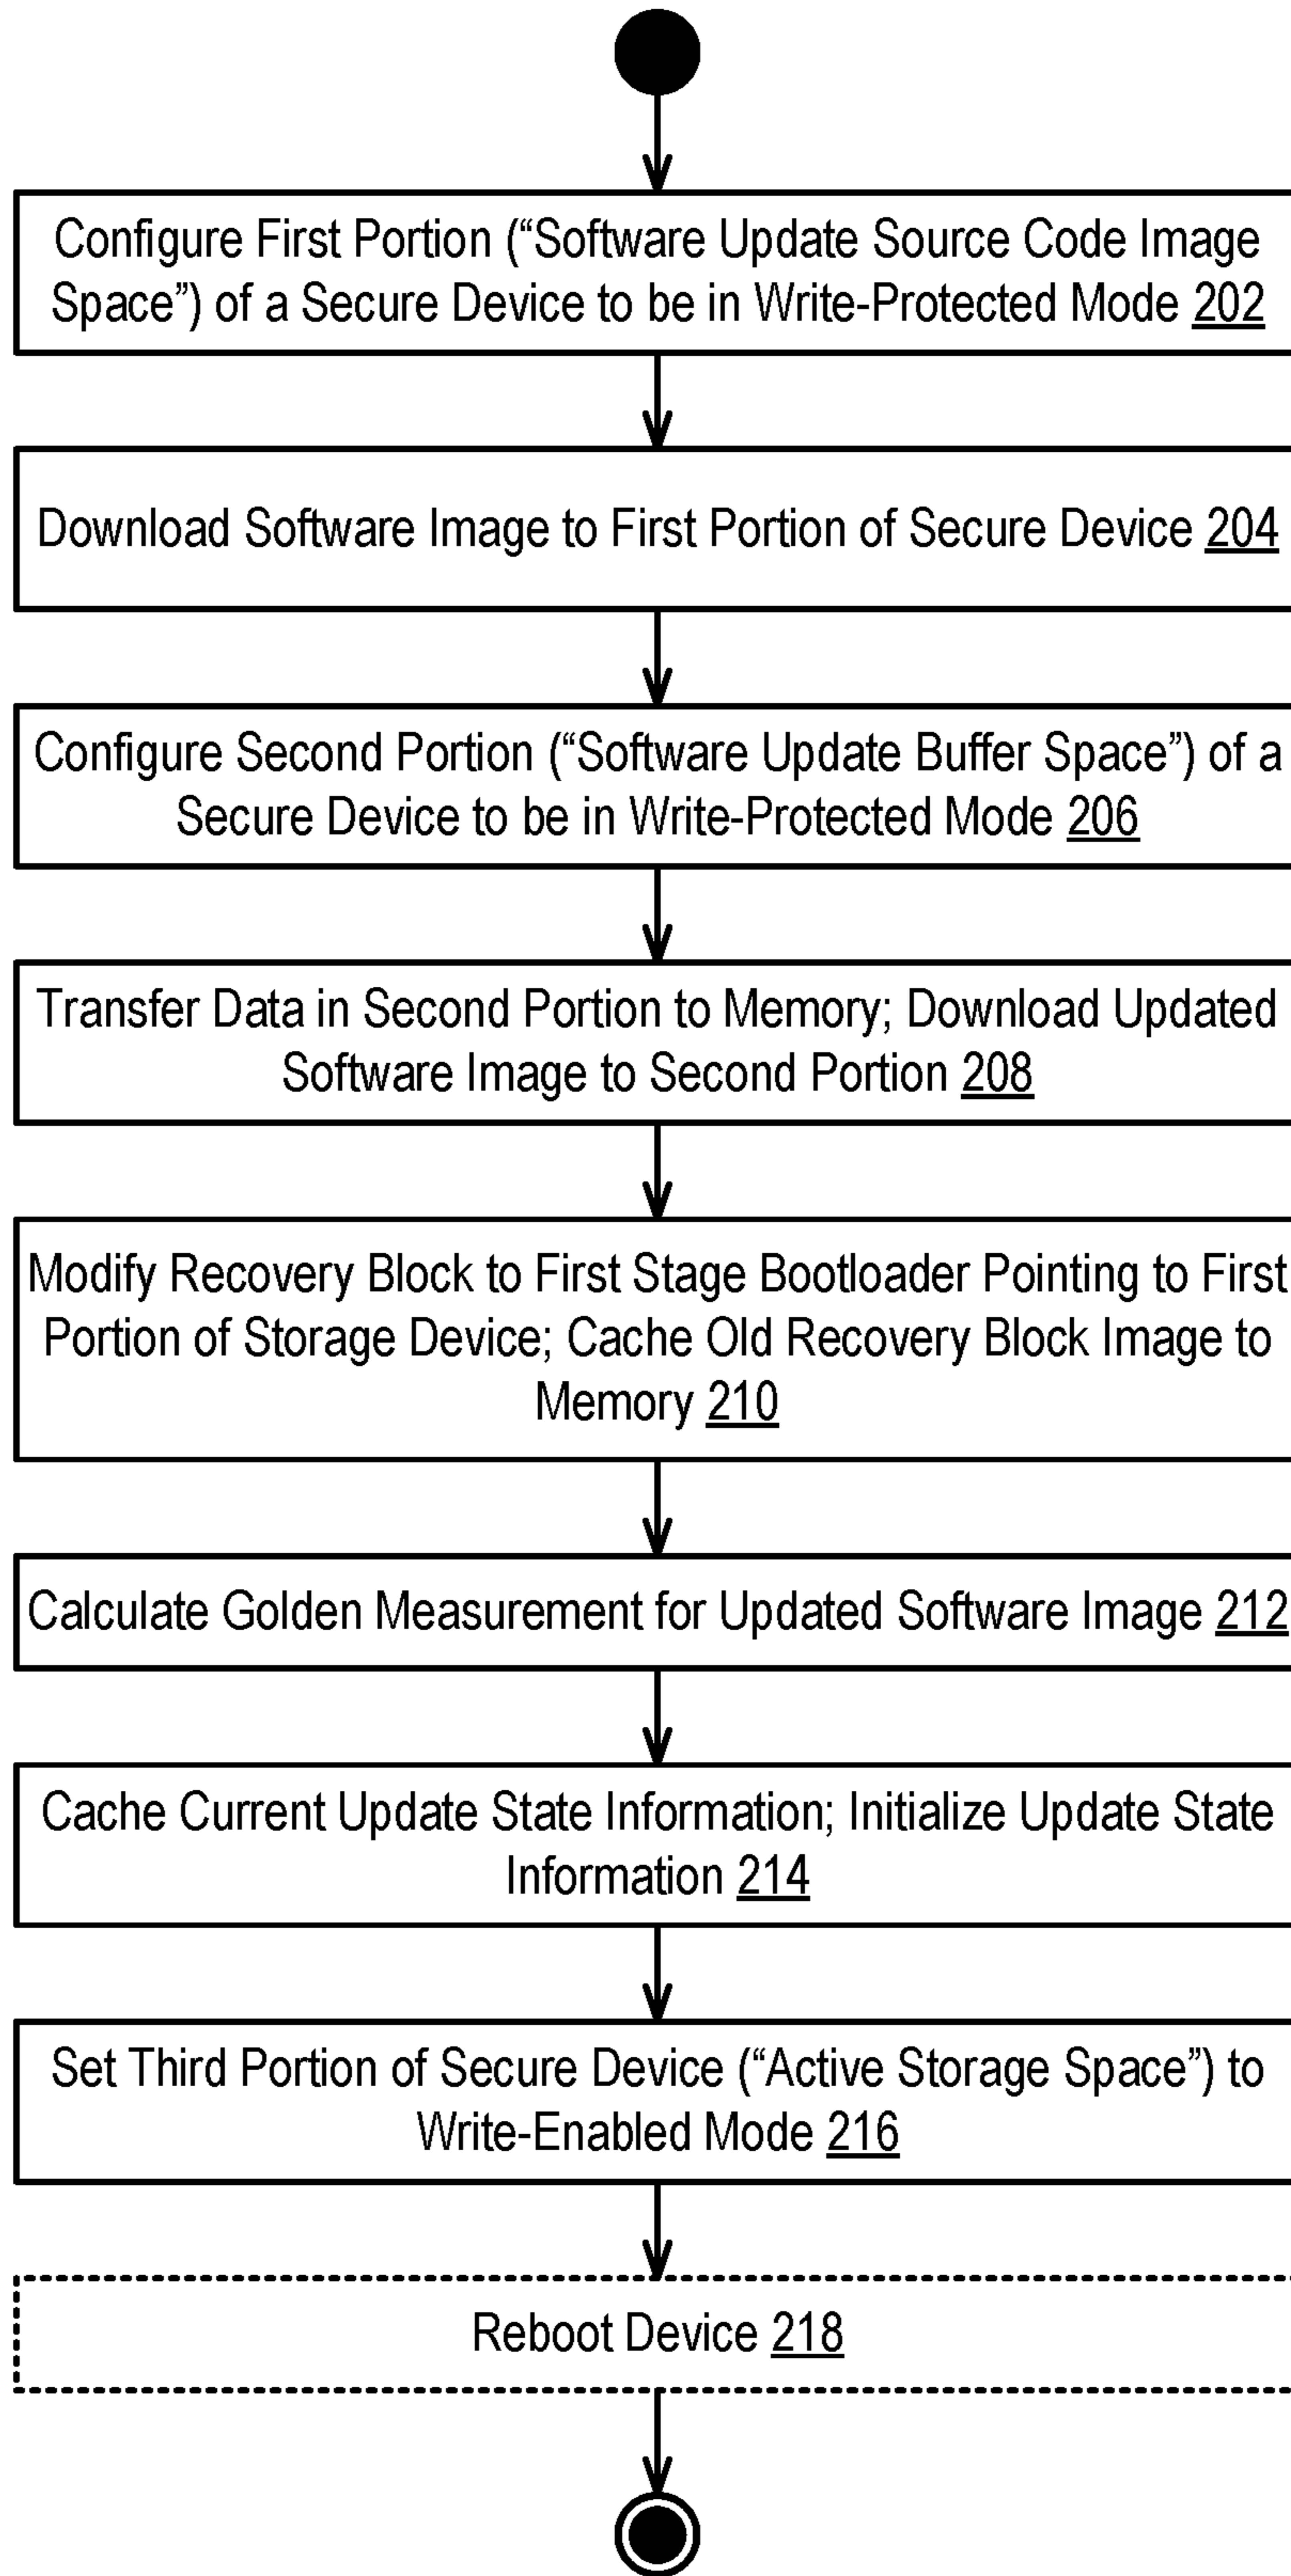 Configure First Portion (“Software Update Source Code Image
Space”) of a Secure Device to be in Write-Protected Mode 202
Download Software Image to First Portion of Secure Device 204
Configure Second Portion (“Software Update Buffer Space”) of a
Secure Device to be in Write-Protected Mode 206
Transfer Data in Second Portion to Memory; Download Updated
Software Image to Second Portion 208
Modify Recovery Block to First Stage Bootloader Pointing to First
Portion of Storage Device; Cache Old Recovery Block Image to
Memory 210
Calculate Golden Measurement for Updated Software Image 212
Cache Current Update State Information; Initialize Update State
Information 214
Set Third Portion of Secure Device (“Active Storage Space”) to
Write-Enabled Mode 216
Reboot Device 218